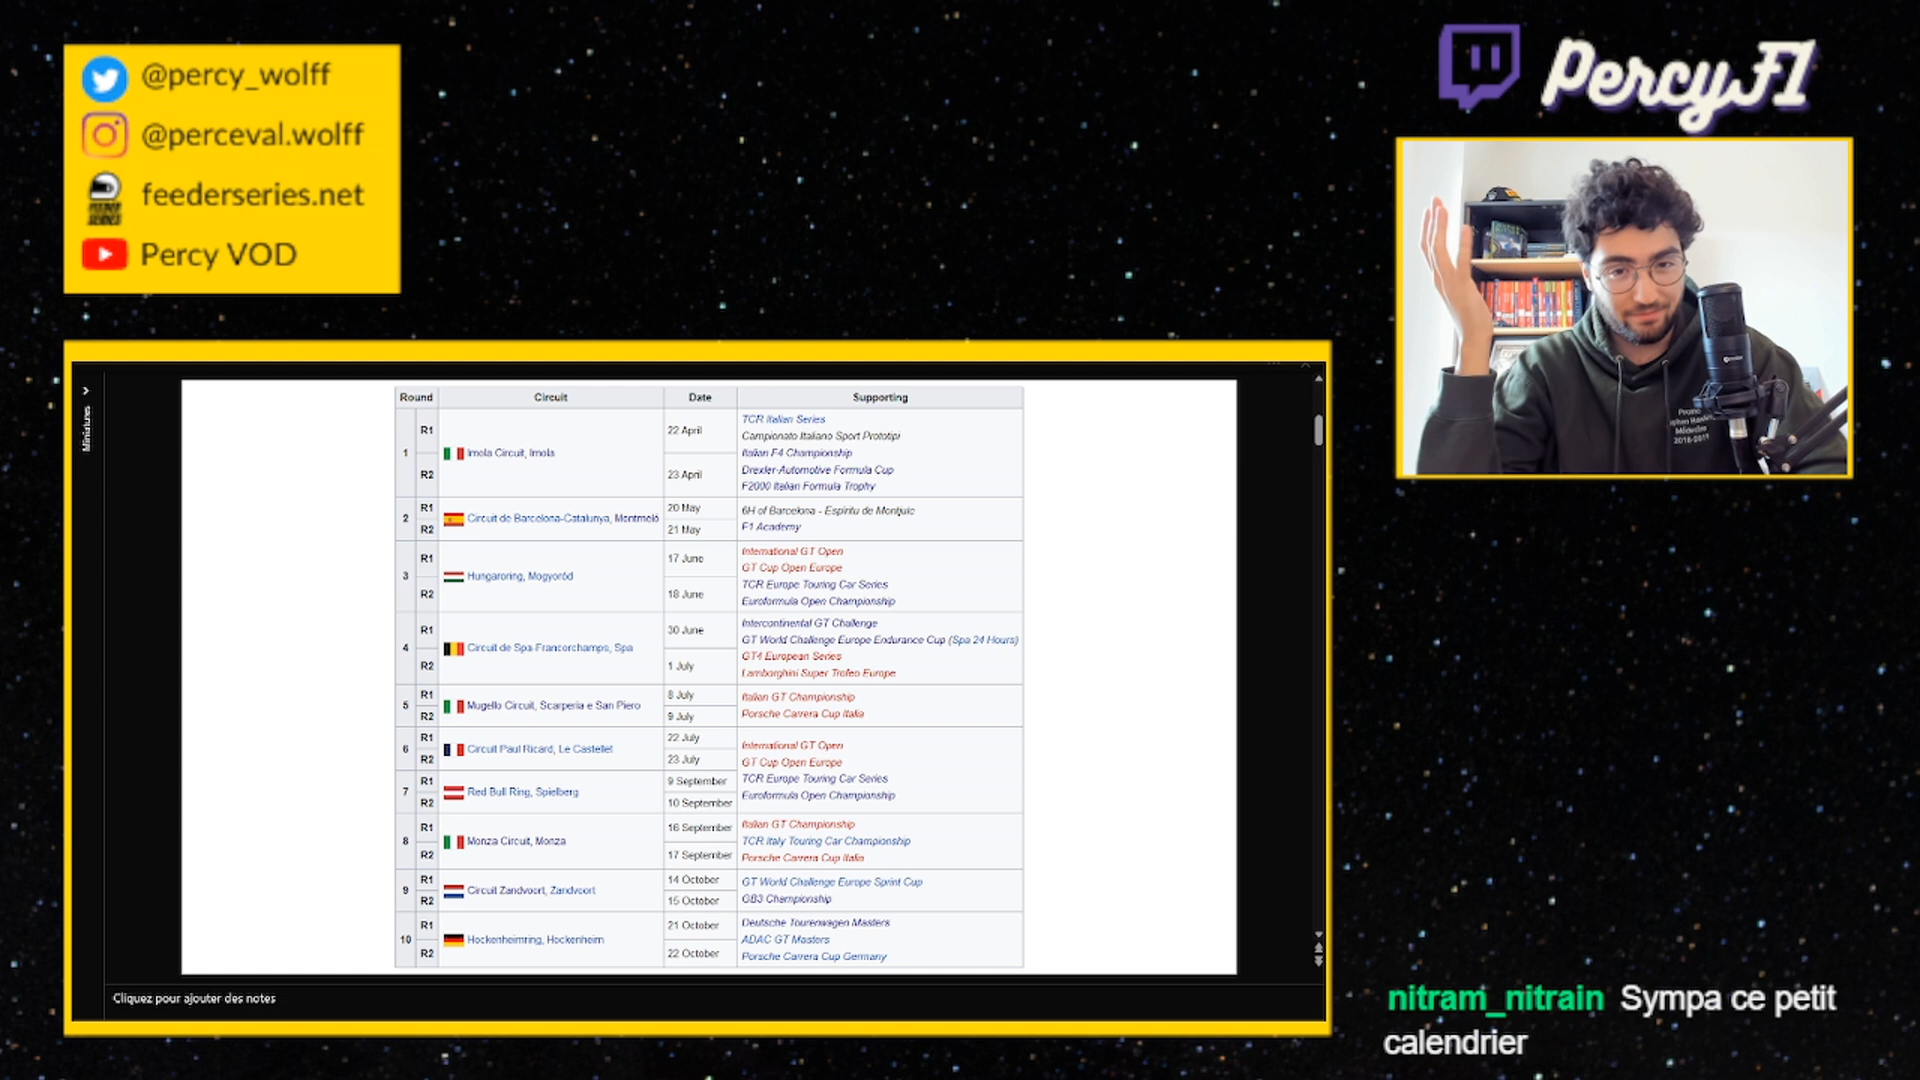 @percy_wolff
@perceval.wolff
feederseries.net
Percy VOD
PercyF1
Miniatures
Round Circuit Date Supporting
1 R1 Imola Circuit, Imola 22 April TCR Italian Series
Campionato Italiano Sport Prototipi
Italian F4 Championship
R2 23 April Drexler-Automotive Formula Cup
F2000 Italian Formula Trophy
2 R1 Circuit de Barcelona-Catalunya, Montmeló 20 May 6H of Barcelona - Espíritu de Montjuïc
R2 21 May F1 Academy
3 R1 Hungaroring, Mogyoród 17 June International GT Open
GT Cup Open Europe
R2 18 June TCR Europe Touring Car Series
Euroformula Open Championship
4 R1 Circuit de Spa-Francorchamps, Spa 30 June Intercontinental GT Challenge
GT World Challenge Europe Endurance Cup (Spa 24 Hours)
R2 1 July GT4 European Series
Lamborghini Super Trofeo Europe
5 R1 Mugello Circuit, Scarperia e San Piero 8 July Italian GT Championship
R2 9 July Porsche Carrera Cup Italia
6 R1 Circuit Paul Ricard, Le Castellet 22 July International GT Open
R2 23 July GT Cup Open Europe
7 R1 Red Bull Ring, Spielberg 9 September TCR Europe Touring Car Series
R2 10 September Euroformula Open Championship
8 R1 Monza Circuit, Monza 16 September Italian GT Championship
TCR Italy Touring Car Championship
R2 17 September Porsche Carrera Cup Italia
9 R1 Circuit Zandvoort, Zandvoort 14 October GT World Challenge Europe Sprint Cup
R2 15 October GB3 Championship
10 R1 Hockenheimring, Hockenheim 21 October Deutsche Tourenwagen Masters
ADAC GT Masters
R2 22 October Porsche Carrera Cup Germany
Cliquez pour ajouter des notes
nitram_nitrain Sympa ce petit
calendrier